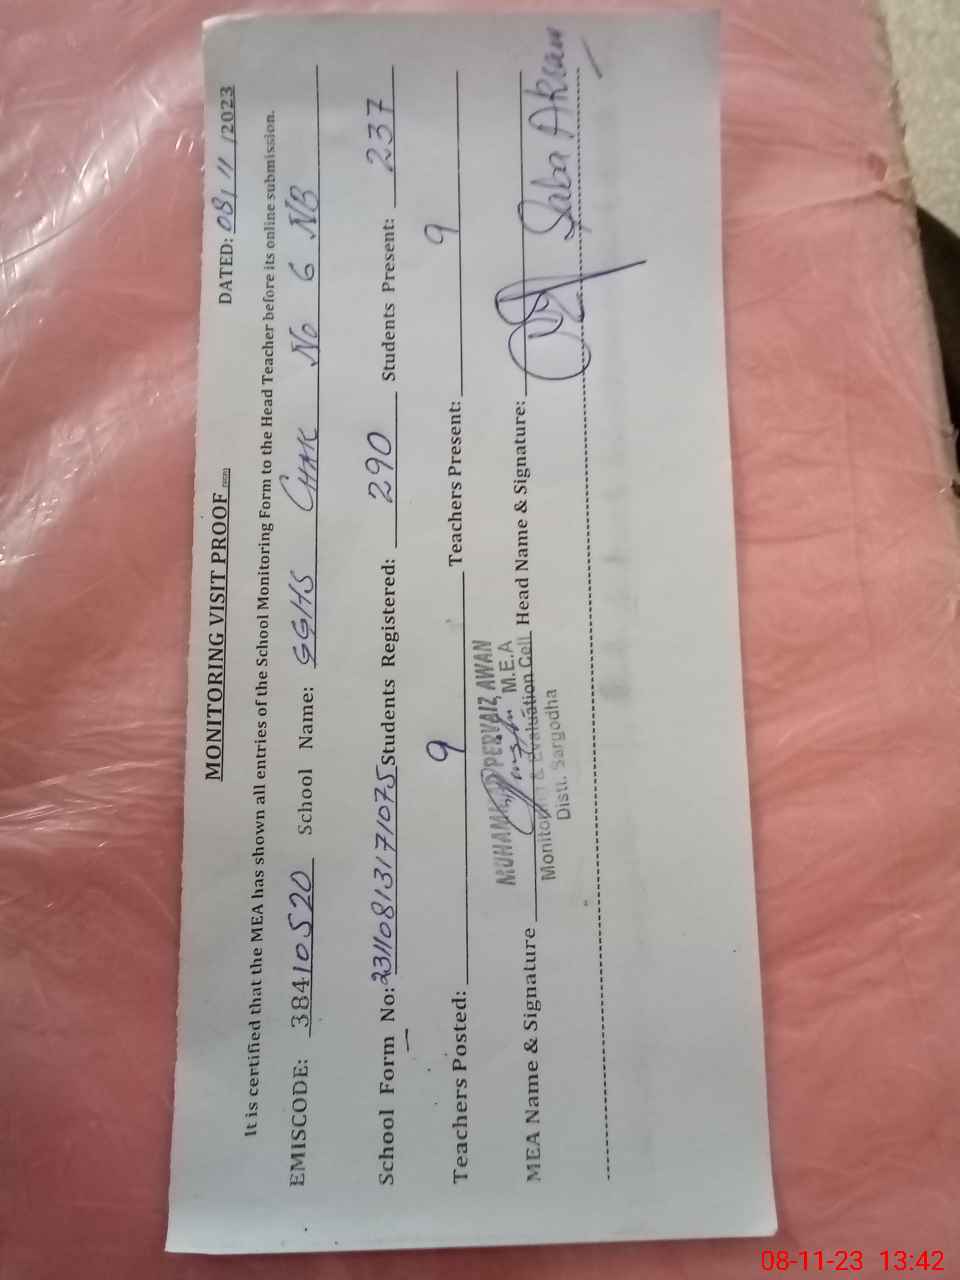 MONITORING VISIT PROOF
DATED: 08/11/2023
It is certified that the MEA has shown all entries of the School Monitoring Form to the Head Teacher before its online submission.
EMISCODE: 38410520 School Name: GGHS CHAK No 6 NB
School Form No: 23110813171075 Students Registered: 290 Students Present: 237
Teachers Posted: 9 Teachers Present: 9
MUHAMMAD PERVAIZ AWAN
M.E.A
MEA Name & Signature Head Name & Signature: Saba Akram
Monitoring & Evaluation Cell
Distt. Sargodha
08-11-23 13:42